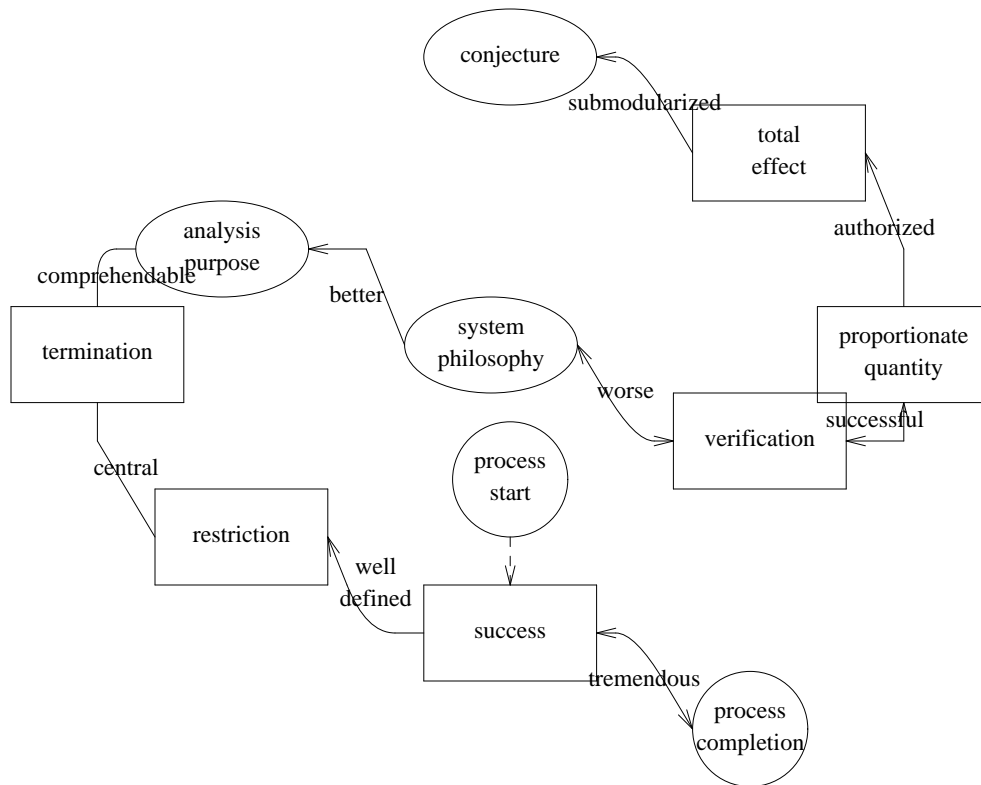 conjecture
submodularized
total
effect
authorized
analysis
purpose
comprehendable
better
system
philosophy
termination
proportionate
quantity
worse
successful
verification
central
process
start
restriction
well
defined
success
tremendous
process
completion